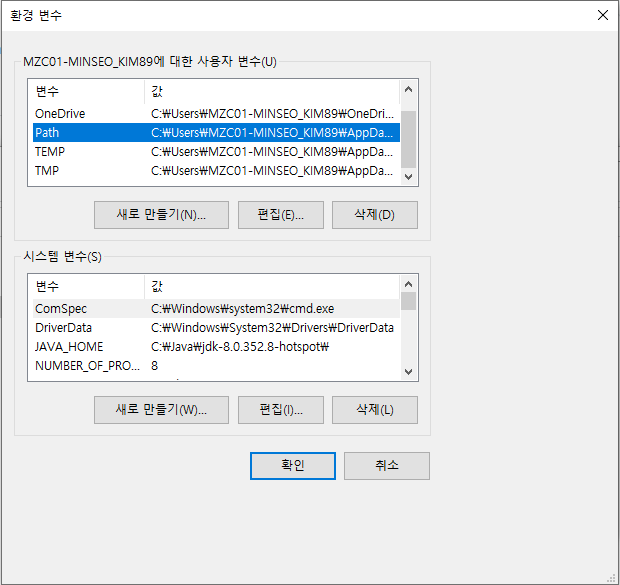 환경 변수
MZC01-MINSEO_KIM89에 대한 사용자 변수(U)
변수 값
OneDrive C:₩Users₩MZC01-MINSEO_KIM89₩OneDri...
Path C:₩Users₩MZC01-MINSEO_KIM89₩AppDa...
TEMP C:₩Users₩MZC01-MINSEO_KIM89₩AppDa...
TMP C:₩Users₩MZC01-MINSEO_KIM89₩AppDa...
새로 만들기(N)... 편집(E)... 삭제(D)
시스템 변수(S)
변수 값
ComSpec C:₩Windows₩system32₩cmd.exe
DriverData C:₩Windows₩System32₩Drivers₩DriverData
JAVA_HOME C:₩Java₩jdk-8.0.352.8-hotspot₩
NUMBER_OF_PRO... 8
새로 만들기(W)... 편집(I)... 삭제(L)
확인 취소